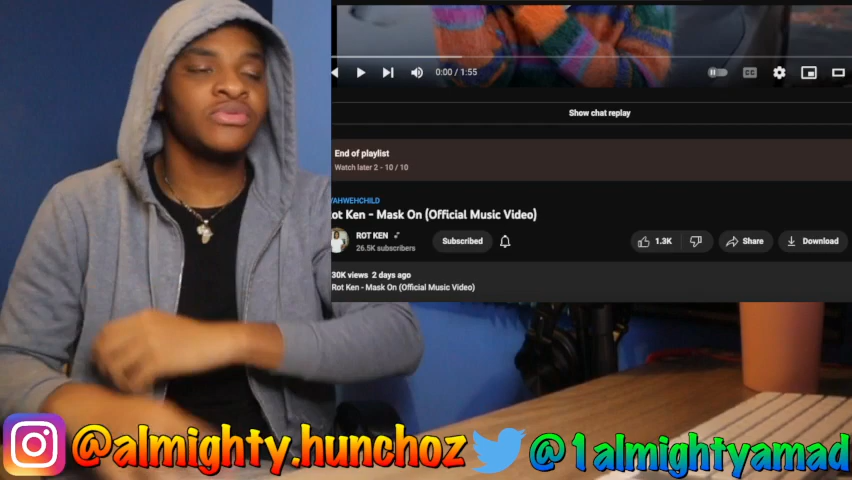 0:00 / 1:55
CC
Show chat replay
End of playlist
Watch later 2 - 10 / 10
YAHWEHCHILD
Rot Ken - Mask On (Official Music Video)
ROT KEN
26.5K subscribers
Subscribed
1.3K
Share
Download
30K views 2 days ago
Rot Ken - Mask On (Official Music Video)
@almighty.hunchoz
@1almightyamad